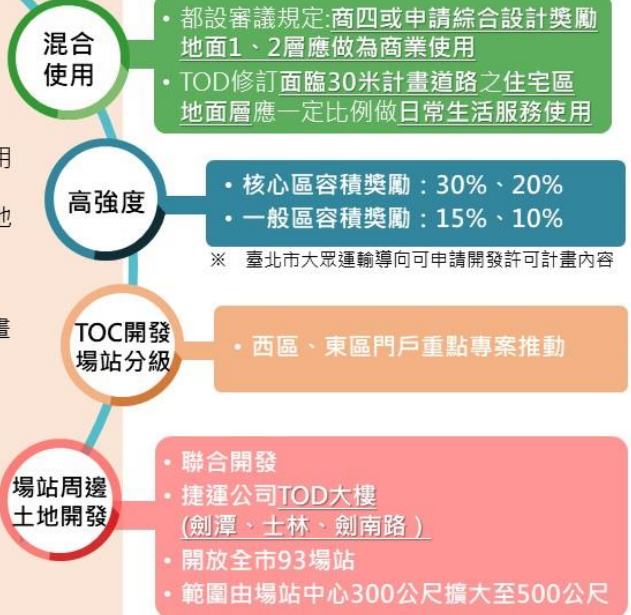 混合
使用
• 都設審議規定:商四或申請綜合設計獎勵
地面1、2層應做為商業使用
• TOD修訂面臨30米計畫道路之住宅區
地面層應一定比例做日常生活服務使用
用
他
畫
高強度
• 核心區容積獎勵：30%、20%
• 一般區容積獎勵：15%、10%
※ 臺北市大眾運輸導向可申請開發許可計畫內容
TOC開發
場站分級
• 西區、東區門戶重點專案推動
場站周邊
土地開發
• 聯合開發
• 捷運公司TOD大樓
(劍潭、士林、劍南路）
• 開放全市93場站
• 範圍由場站中心300公尺擴大至500公尺